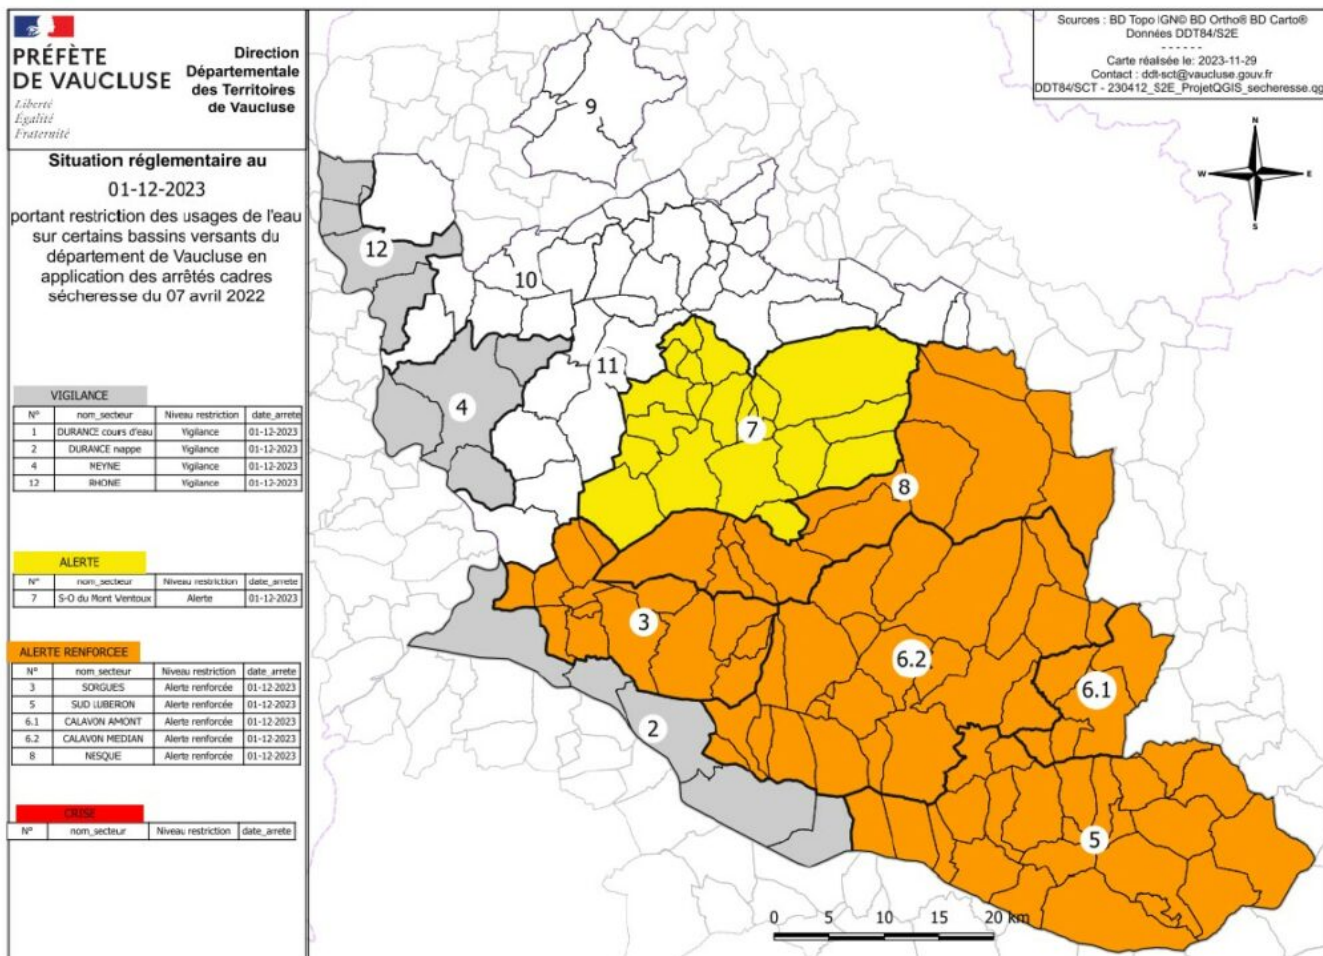 PRÉFÈTE
DE VAUCLUSE
Liberté
Égalité
Fraternité
Direction
Départementale
des Territoires
de Vaucluse
Situation réglementaire au
01-12-2023
portant restriction des usages de l'eau
sur certains bassins versants du
département de Vaucluse en
application des arrêtés cadres
sécheresse du 07 avril 2022
VIGILANCE
N° nom_secteur Niveau restriction date_arrete
1 DURANCE cours d'eau Vigilance 01-12-2023
2 DURANCE nappe Vigilance 01-12-2023
4 MEYNE Vigilance 01-12-2023
12 RHONE Vigilance 01-12-2023
ALERTE
N° nom_secteur Niveau restriction date_arrete
7 S-O du Mont Ventoux Alerte 01-12-2023
ALERTE RENFORCEE
N° nom_secteur Niveau restriction date_arrete
3 SORGUES Alerte renforcée 01-12-2023
5 SUD LUBERON Alerte renforcée 01-12-2023
6.1 CALAVON AMONT Alerte renforcée 01-12-2023
6.2 CALAVON MEDIAN Alerte renforcée 01-12-2023
8 NESQUE Alerte renforcée 01-12-2023
CRISE
N° nom_secteur Niveau restriction date_arrete
Sources : BD Topo IGN© BD Ortho® BD Carto®
Données DDT84/S2E
------
Carte réalisée le: 2023-11-29
Contact : ddt-sct@vaucluse.gouv.fr
DDT84/SCT - 230412_S2E_ProjetQGIS_secheresse.qg
N
W E
S
9
12
10
11
4
7
8
3
6.2
6.1
2
5
0 5 10 15 20 km